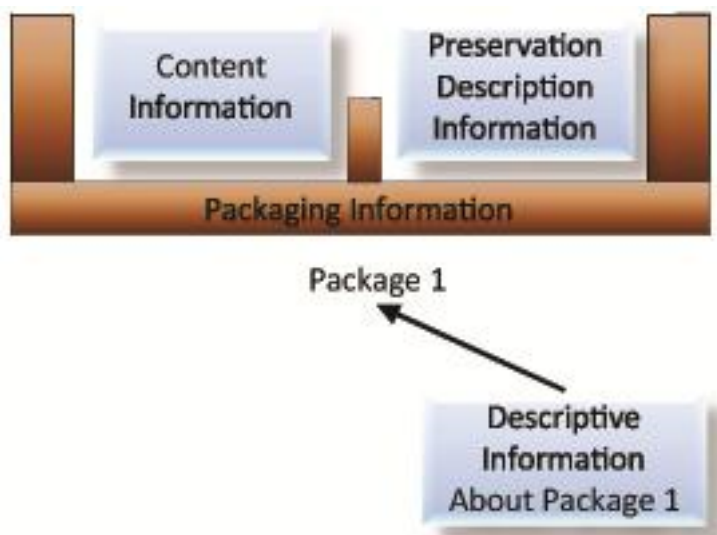 Content
Information
Preservation
Description
Information
Packaging Information
Package 1
Descriptive
Information
About Package 1